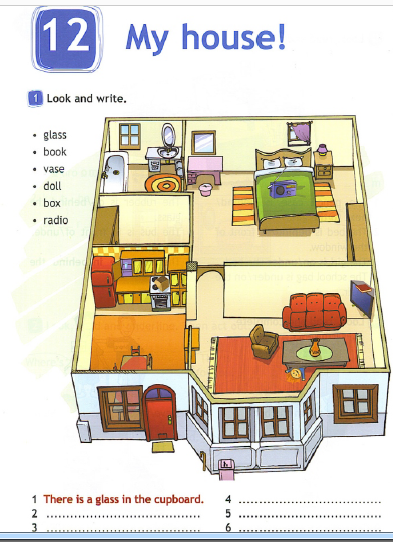 12 My house!
1 Look and write.
• glass
• book
• vase
• doll
• box
• radio
1 There is a glass in the cupboard.
2 ..........................................
3 ..........................................
4 ..........................................
5 ..........................................
6 ..........................................